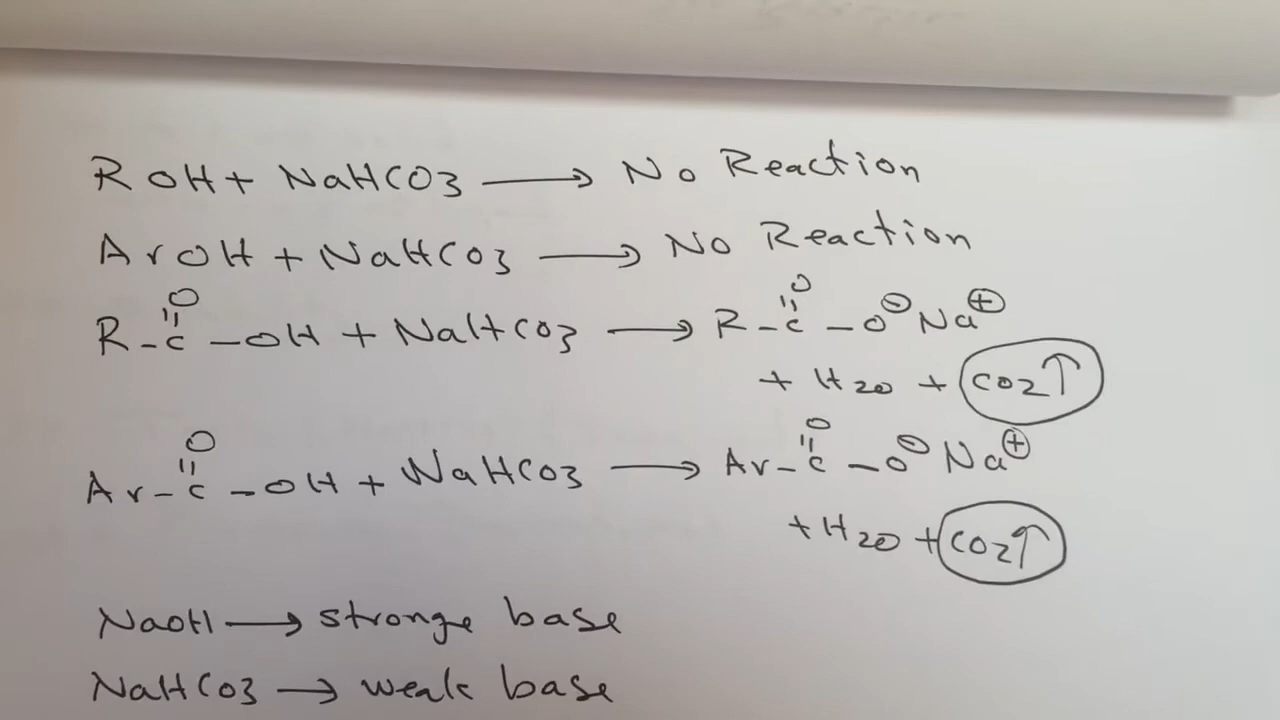 ROH + NaHCO3 ⟶ No Reaction
ArOH + NaHCO3 ⟶ No Reaction
R-C(=O)-OH + NaHCO3 ⟶ R-C(=O)-O⊖ Na⊕
+ H2O + CO2↑
Ar-C(=O)-OH + NaHCO3 ⟶ Ar-C(=O)-O⊖ Na⊕
+ H2O + CO2↑
NaOH ⟶ stronge base
NaHCO3 ⟶ weak base